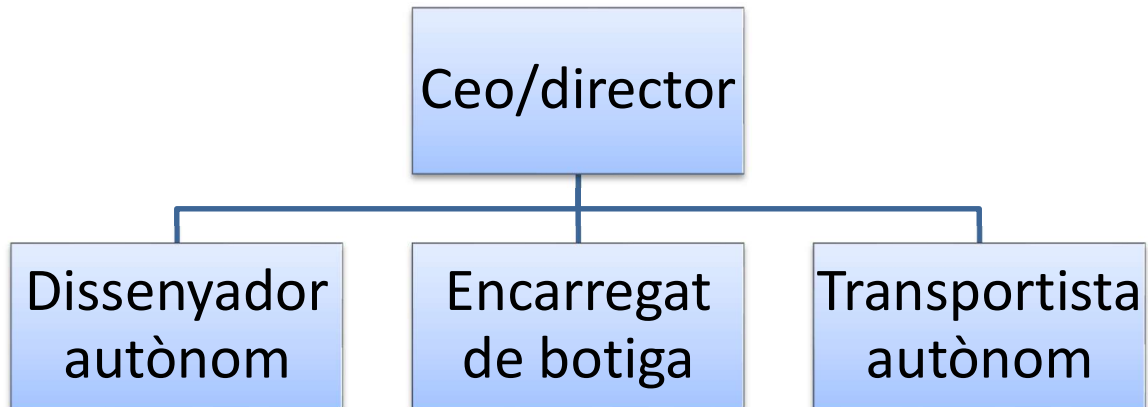 Ceo/director
Dissenyador
autònom
Encarregat
de botiga
Transportista
autònom